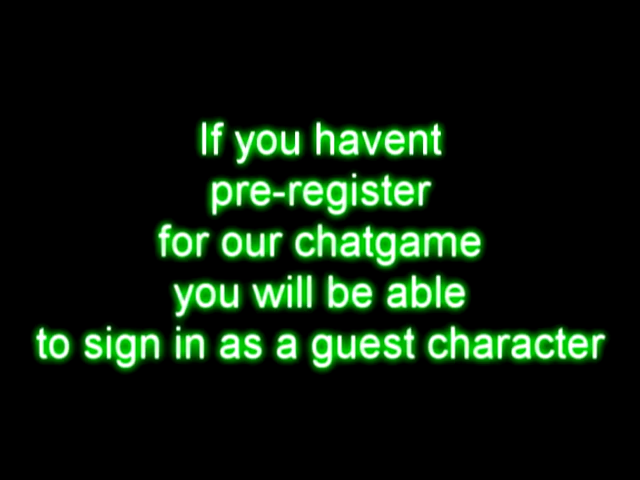 If you havent
pre-register
for our chatgame
you will be able
to sign in as a guest character